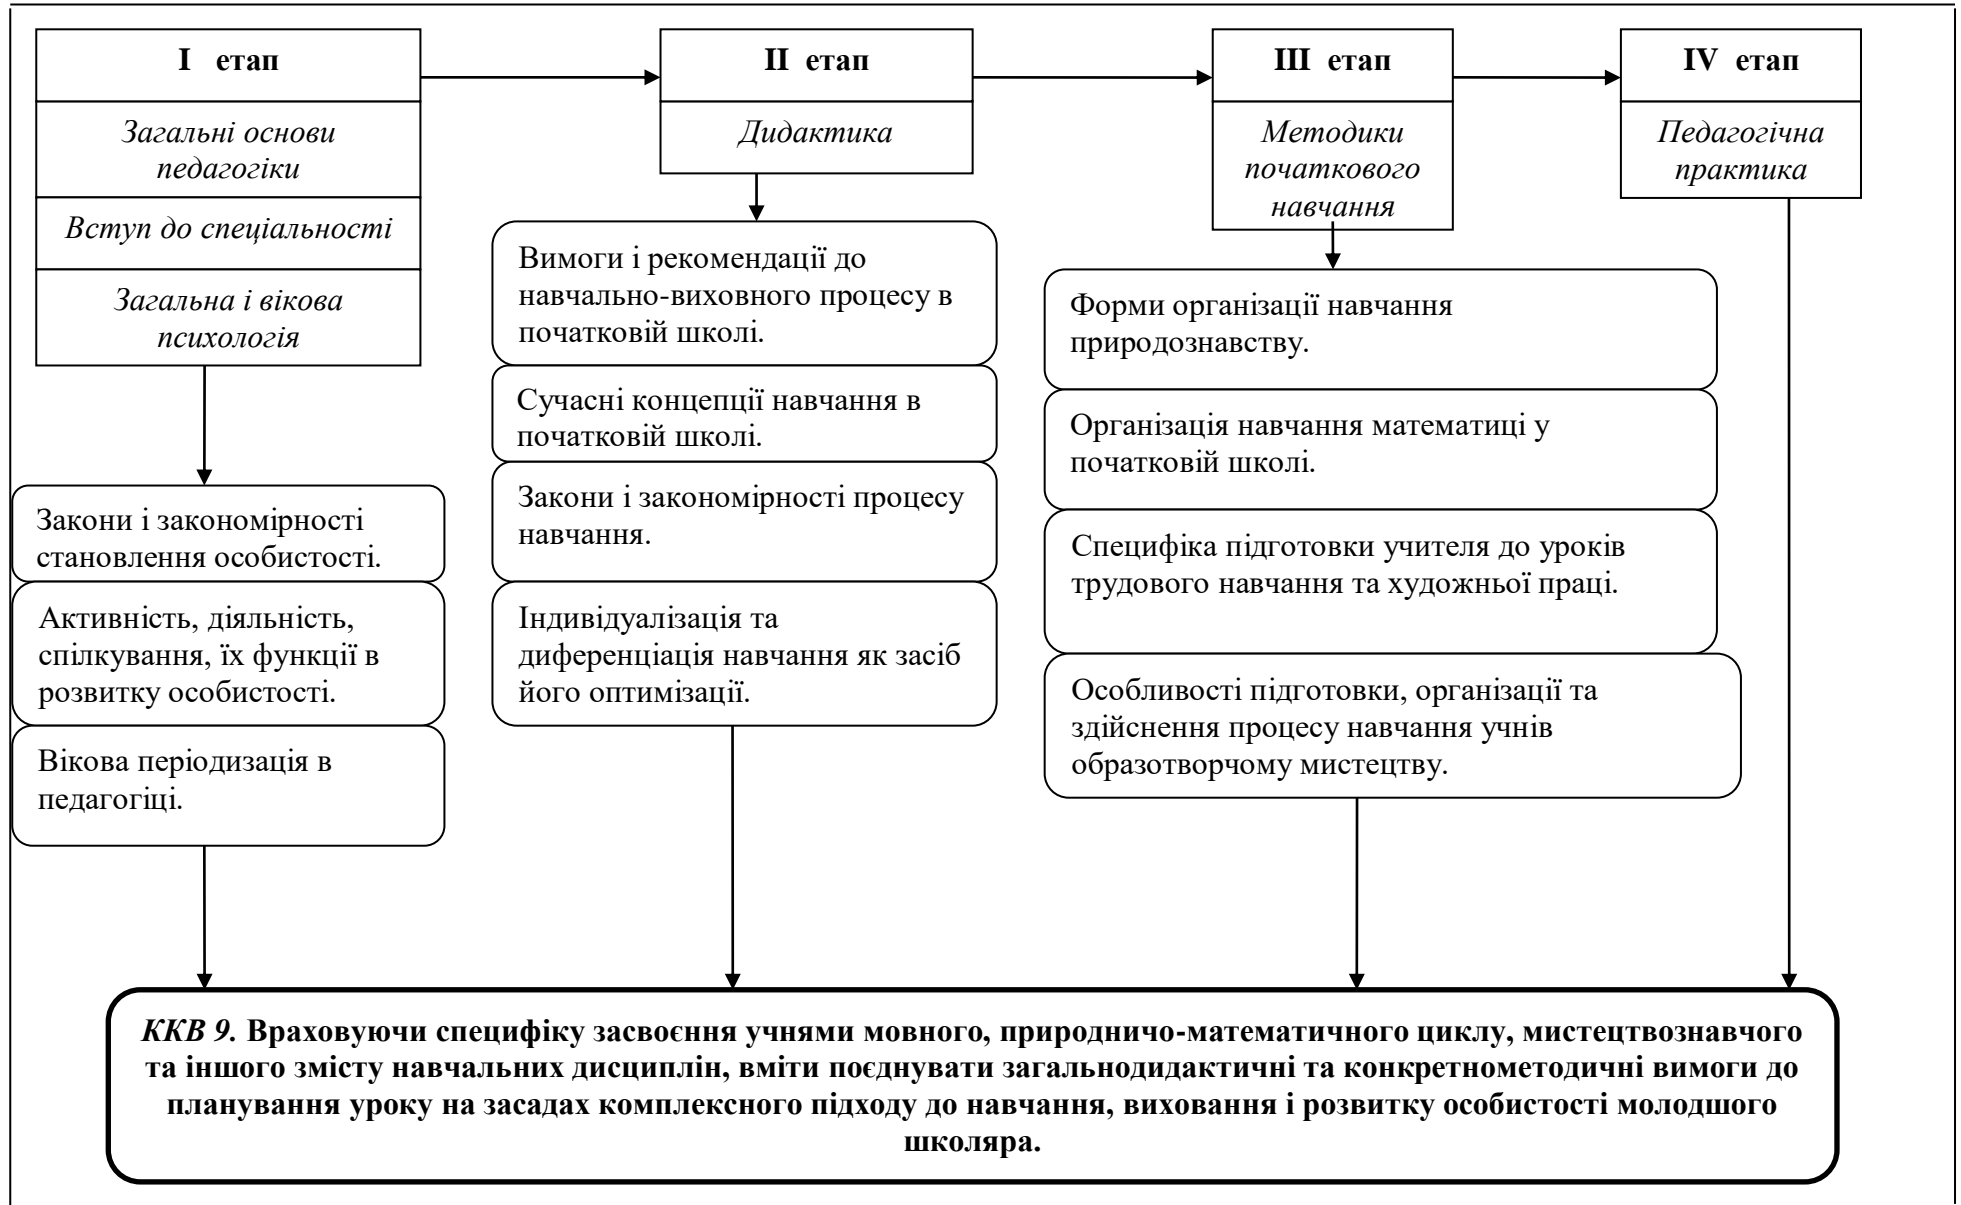 I етап
Загальні основи
педагогіки
Вступ до спеціальності
Загальна і вікова
психологія
Закони і закономірності
становлення особистості.
Активність, діяльність,
спілкування, їх функції в
розвитку особистості.
Вікова періодизація в
педагогіці.
II етап
Дидактика
Вимоги і рекомендації до
навчально-виховного процесу в
початковій школі.
Сучасні концепції навчання в
початковій школі.
Закони і закономірності процесу
навчання.
Індивідуалізація та
диференціація навчання як засіб
його оптимізації.
III етап
Методики
початкового
навчання
Форми організації навчання
природознавству.
Організація навчання математиці у
початковій школі.
Специфіка підготовки учителя до уроків
трудового навчання та художньої праці.
Особливості підготовки, організації та
здійснення процесу навчання учнів
образотворчому мистецтву.
IV етап
Педагогічна
практика
ККВ 9. Враховуючи специфіку засвоєння учнями мовного, природничо-математичного циклу, мистецтвознавчого
та іншого змісту навчальних дисциплін, вміти поєднувати загальнодидактичні та конкретнометодичні вимоги до
планування уроку на засадах комплексного підходу до навчання, виховання і розвитку особистості молодшого
школяра.